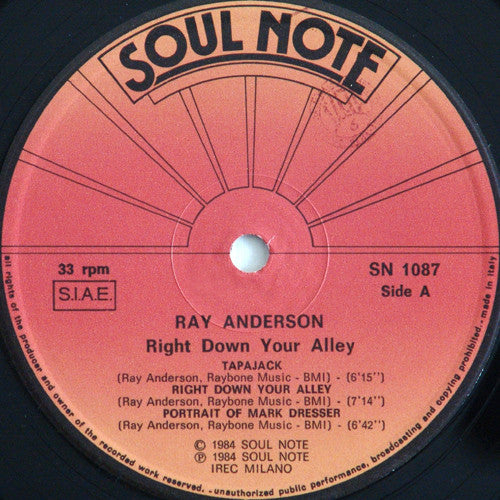 SOUL NOTE
33 rpm
S.I.A.E.
SN 1087
Side A
RAY ANDERSON
Right Down Your Alley
TAPAJACK
(Ray Anderson, Raybone Music - BMI) - (6'15'')
RIGHT DOWN YOUR ALLEY
(Ray Anderson, Raybone Music - BMI) - (7'14'')
PORTRAIT OF MARK DRESSER
(Ray Anderson, Raybone Music - BMI) - (6'42'')
© 1984 SOUL NOTE
℗ 1984 SOUL NOTE
IREC MILANO
all rights of the producer and owner of the recorded work reserved. - unauthorized public performance, broadcasting and copying prohibited. - made in italy